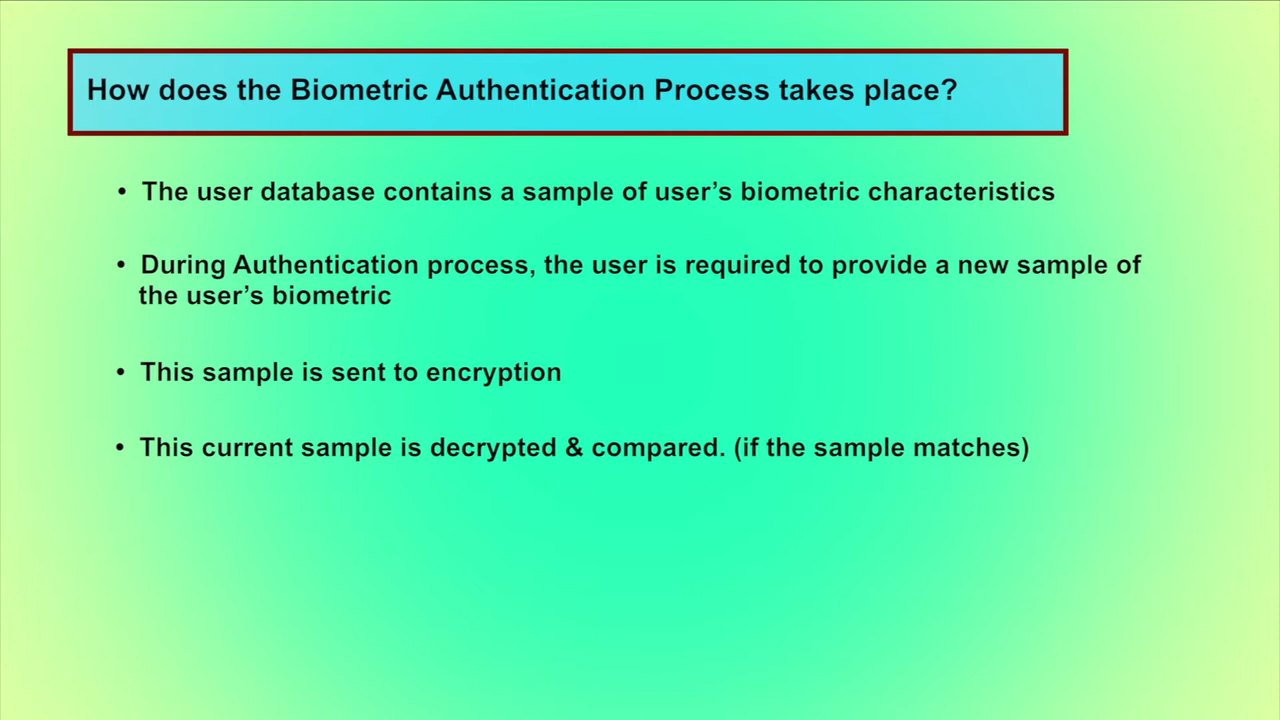 How does the Biometric Authentication Process takes place?
• The user database contains a sample of user’s biometric characteristics
• During Authentication process, the user is required to provide a new sample of
the user’s biometric
• This sample is sent to encryption
• This current sample is decrypted & compared. (if the sample matches)